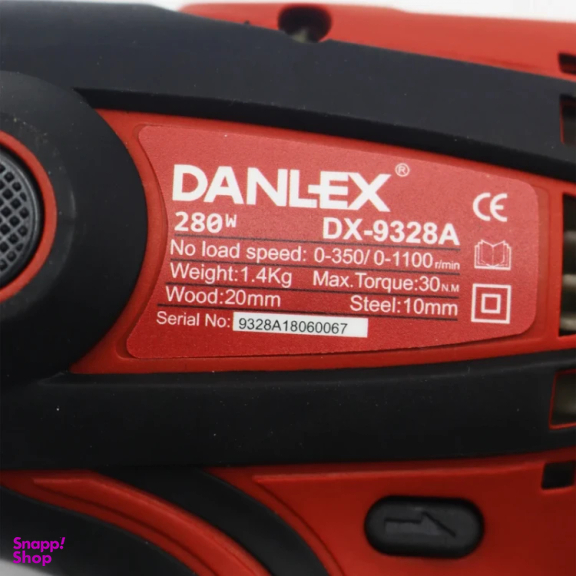 DANLEX®
280W DX-9328A
No load speed: 0-350/ 0-1100 r/min
Weight:1.4Kg Max.Torque:30N.M
Wood:20mm Steel:10mm
Serial No: 9328A18060067
CE
Snapp!
Shop